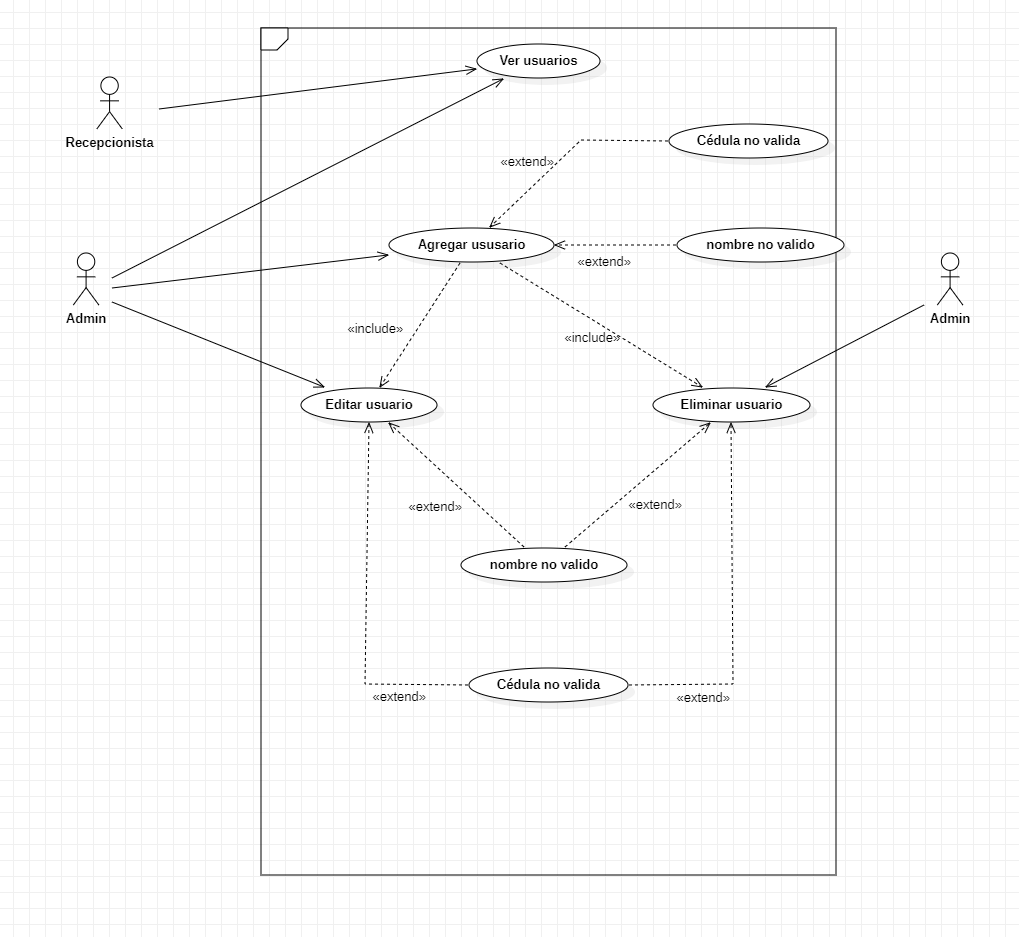 Ver usuarios
Recepcionista
Cédula no valida
«extend»
Agregar ususario
nombre no valido
«extend»
Admin
Admin
«include»
«include»
Editar usuario
Eliminar usuario
«extend»
«extend»
nombre no valido
Cédula no valida
«extend»
«extend»